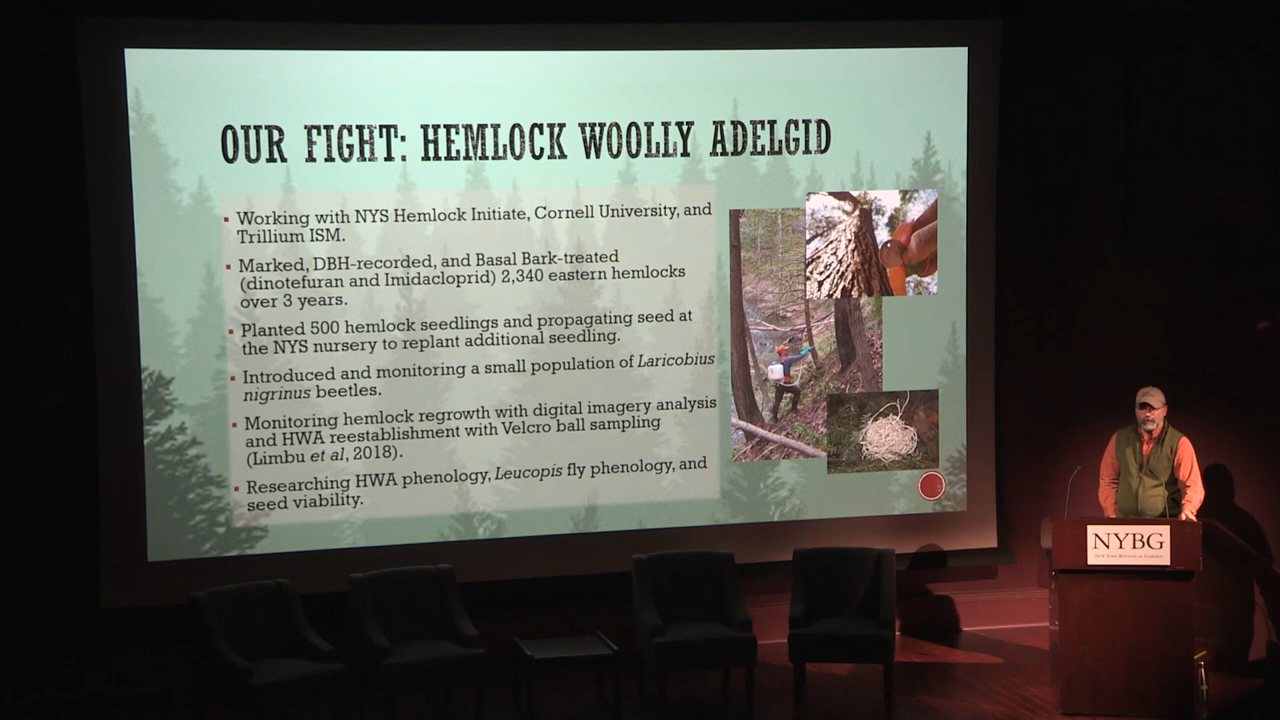 OUR FIGHT: HEMLOCK WOOLLY ADELGID
▪ Working with NYS Hemlock Initiate, Cornell University, and
Trillium ISM.
▪ Marked, DBH-recorded, and Basal Bark-treated
(dinotefuran and Imidacloprid) 2,340 eastern hemlocks
over 3 years.
▪ Planted 500 hemlock seedlings and propagating seed at
the NYS nursery to replant additional seedling.
▪ Introduced and monitoring a small population of Laricobius
nigrinus beetles.
▪ Monitoring hemlock regrowth with digital imagery analysis
and HWA reestablishment with Velcro ball sampling
(Limbu et al, 2018).
▪ Researching HWA phenology, Leucopis fly phenology, and
seed viability.
NYBG
NEW YORK BOTANICAL GARDEN